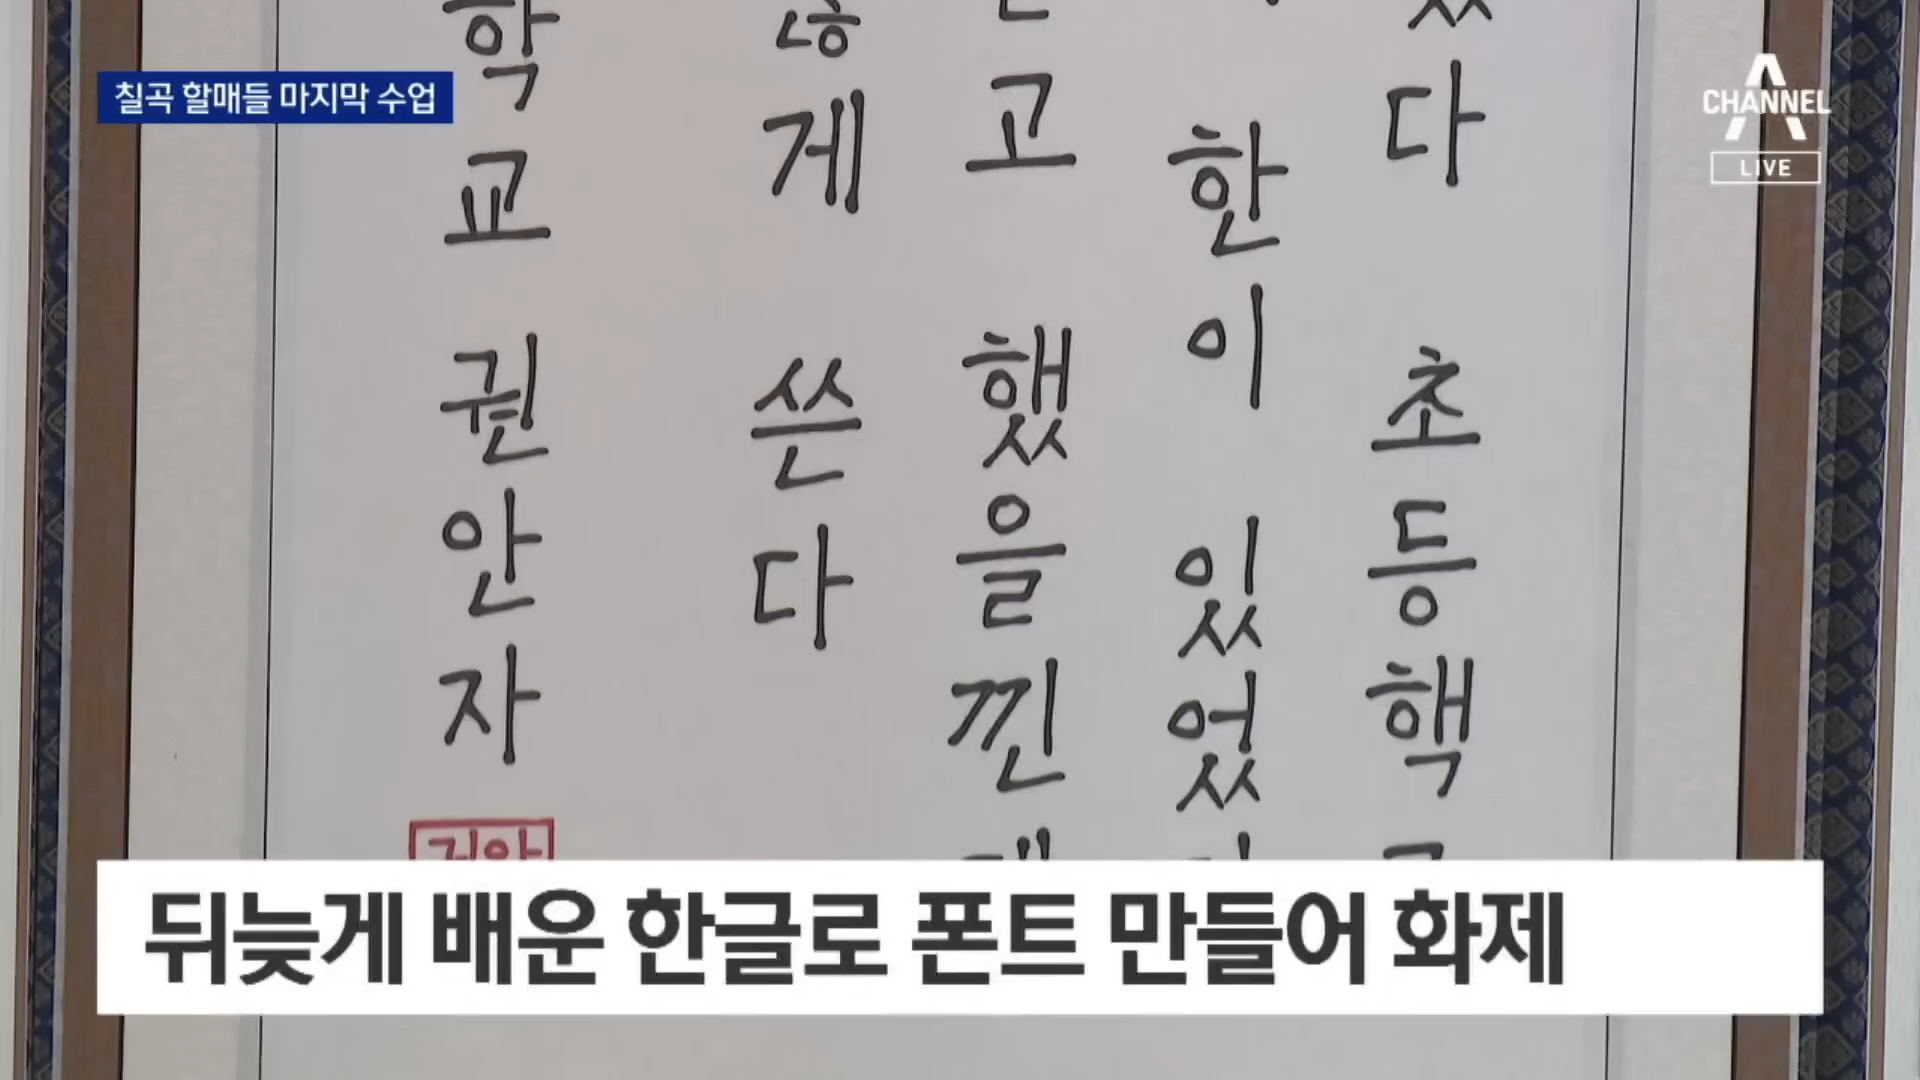 칠곡 할매들 마지막 수업
CHANNEL A
LIVE
다 초등핵
한이 있었
고 했을낀
게 쓴다
학교 권안자
뒤늦게 배운 한글로 폰트 만들어 화제